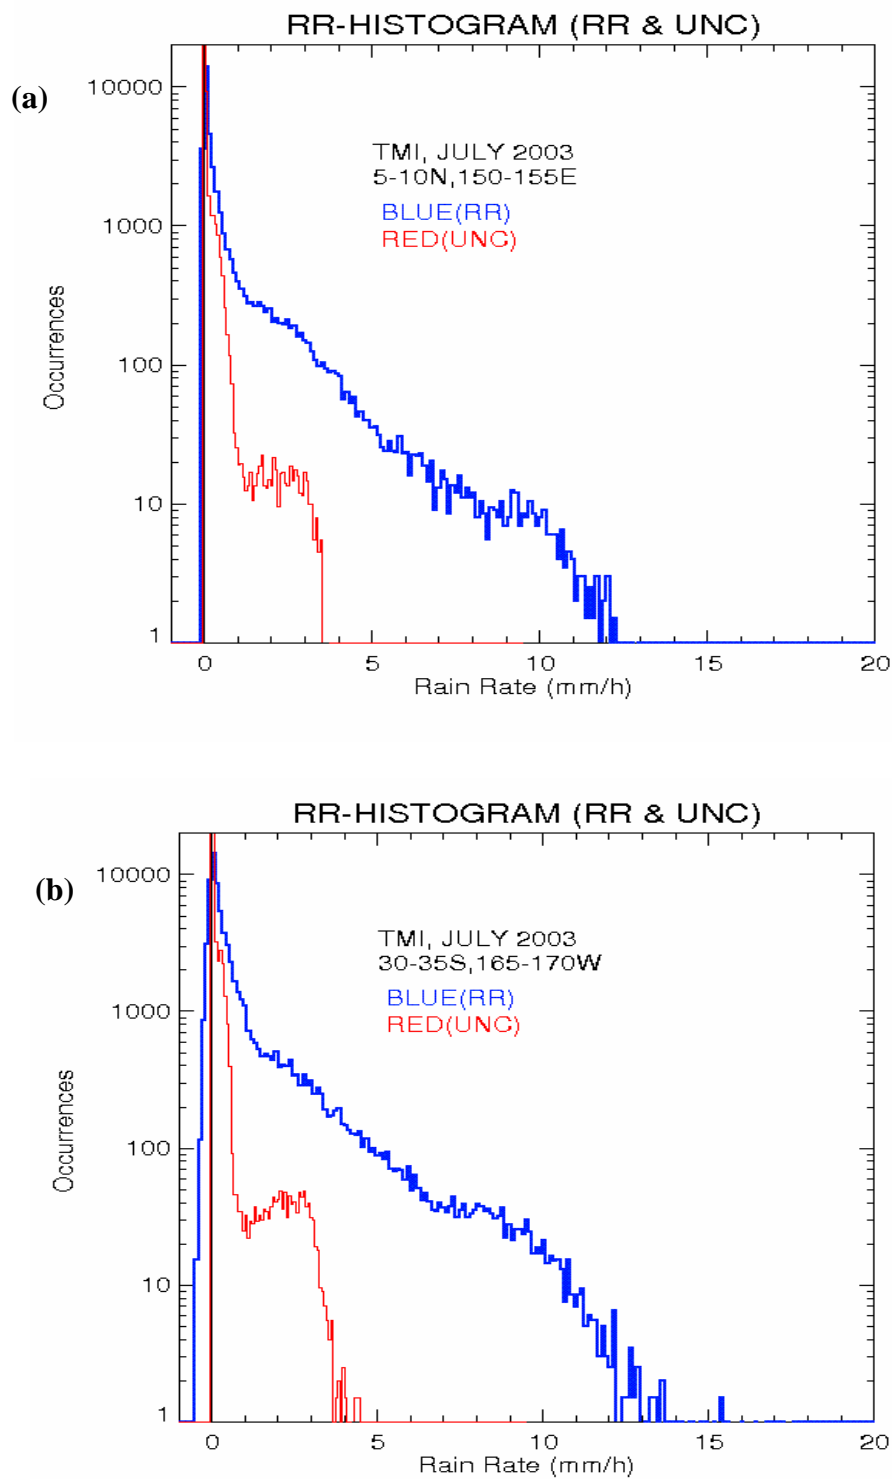 RR-HISTOGRAM (RR & UNC)
(a)
10000
1000
100
10
1
Occurrences
TMI, JULY 2003
5-10N,150-155E
BLUE(RR)
RED(UNC)
0 5 10 15 20
Rain Rate (mm/h)
RR-HISTOGRAM (RR & UNC)
(b)
10000
1000
100
10
1
Occurrences
TMI, JULY 2003
30-35S,165-170W
BLUE(RR)
RED(UNC)
0 5 10 15 20
Rain Rate (mm/h)